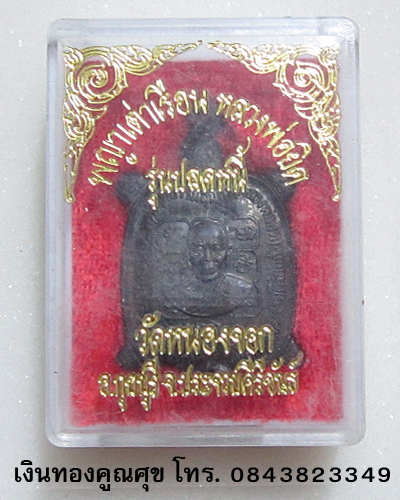 พญาเต่าเรือน หลวงพ่อยิด
รุ่นปลดหนี้
วัดหนองจอก
อ.กุยบุรี จ.ประจวบคีรีขันธ์
เงินทองคูณศุข โทร. 0843823349